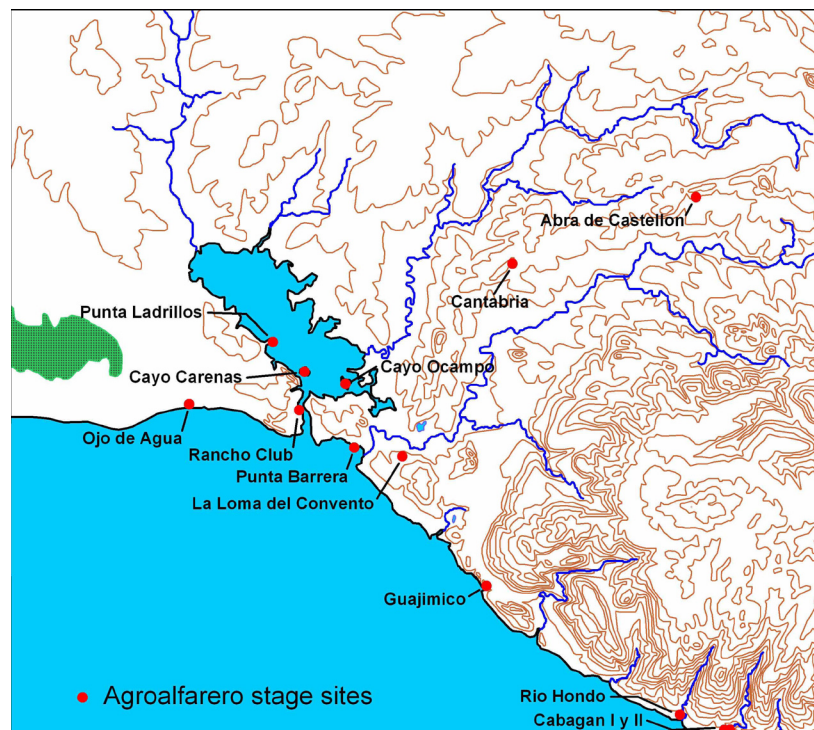 Abra de Castellon
Cantabria
Punta Ladrillos
Cayo Ocampo
Cayo Carenas
Ojo de Agua
Rancho Club
Punta Barrera
La Loma del Convento
Guajimico
Rio Hondo
Cabagan I y II
Agroalfarero stage sites